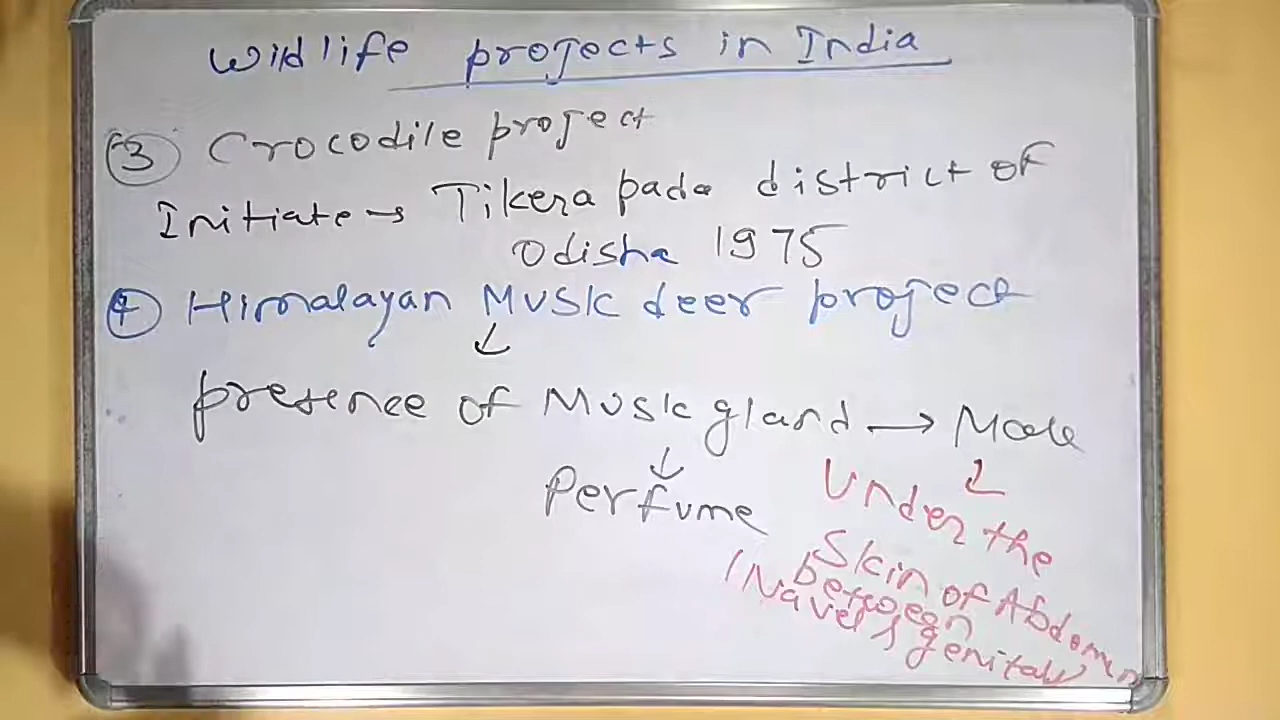 Wildlife projects in India
③ Crocodile project
Initiate → Tikera pada district of
Odisha 1975
④ Himalayan Musk deer project
↓
presence of Musk gland → Male
↓
Perfume
↓
Under the
Skin of Abdomen
between
Navel & genitals